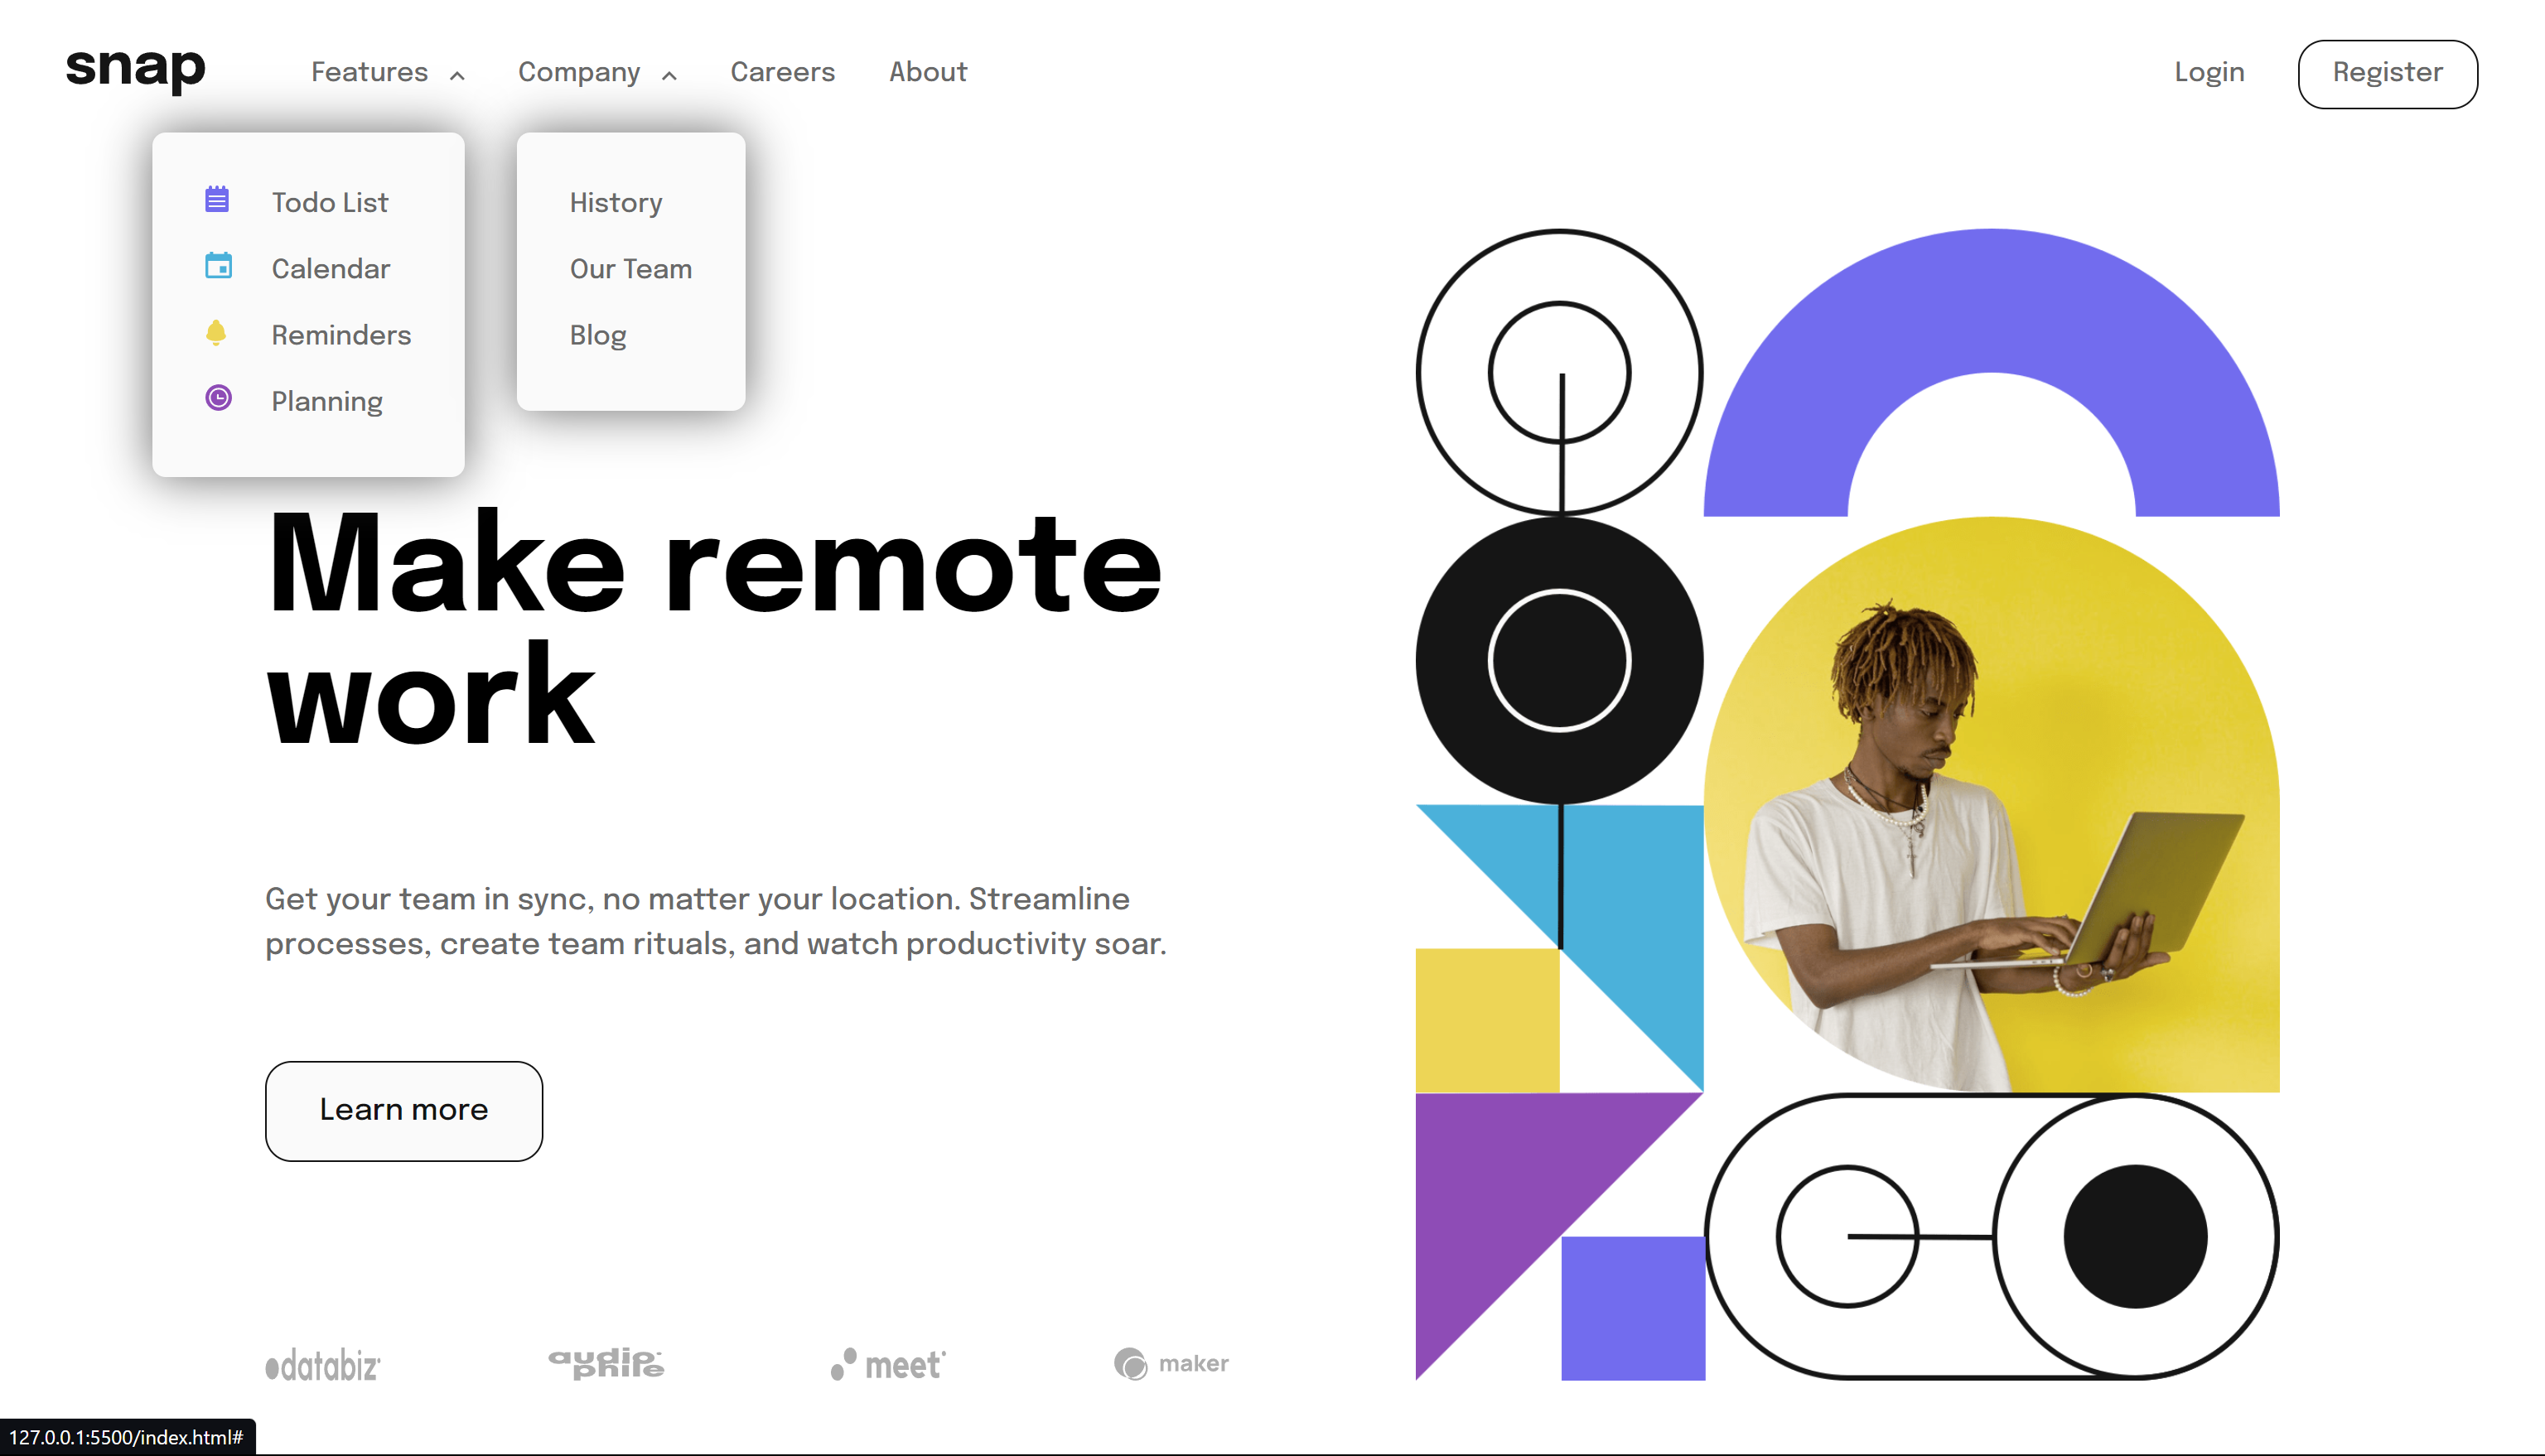 snap Features Company Careers About Login Register
Todo List
Calendar
Reminders
Planning
History
Our Team
Blog
Make remote
work
Get your team in sync, no matter your location. Streamline
processes, create team rituals, and watch productivity soar.
Learn more
databiz audiophile meet maker
127.0.0.1:5500/index.html#